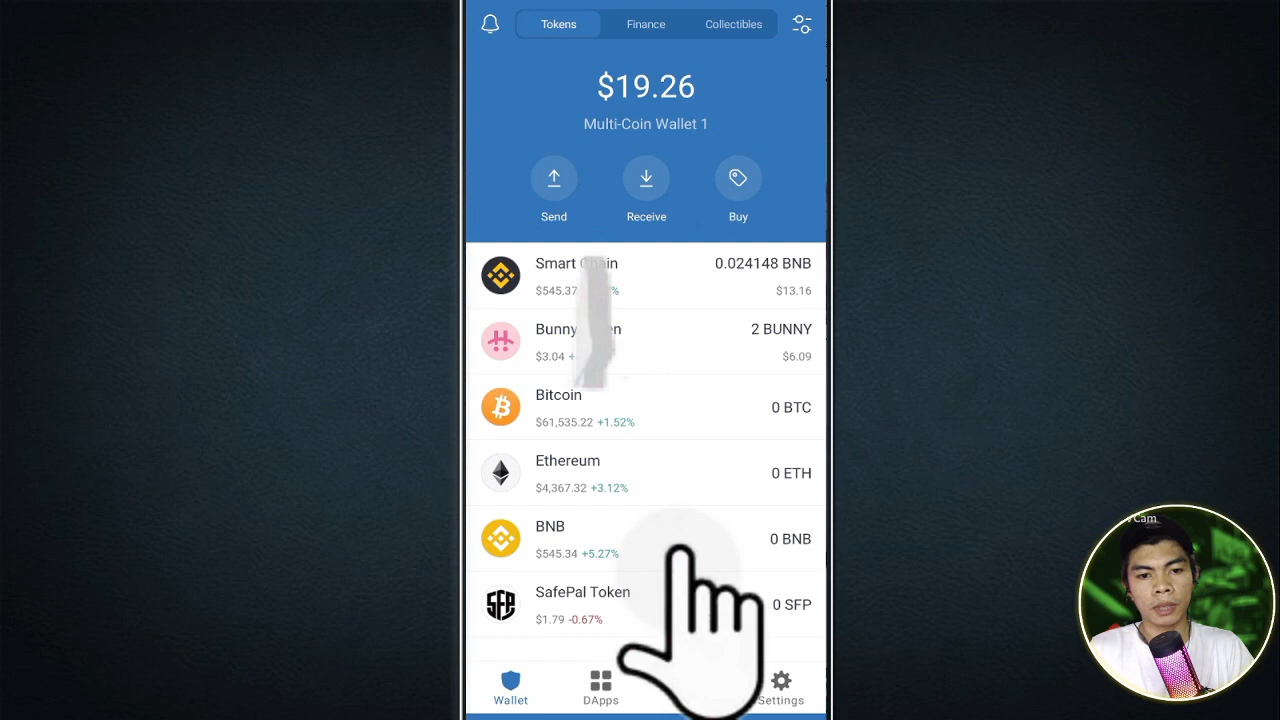 Tokens
Finance
Collectibles
$19.26
Multi-Coin Wallet 1
Send
Receive
Buy
Smart Chain
0.024148 BNB
$545.37
%
$13.16
Bunny
2 BUNNY
$3.04 +
$6.09
Bitcoin
0 BTC
$61,535.22 +1.52%
Ethereum
0 ETH
$4,367.32 +3.12%
BNB
0 BNB
$545.34 +5.27%
SafePal Token
0 SFP
$1.79 -0.67%
SFP
Wallet
DApps
Settings
Cam